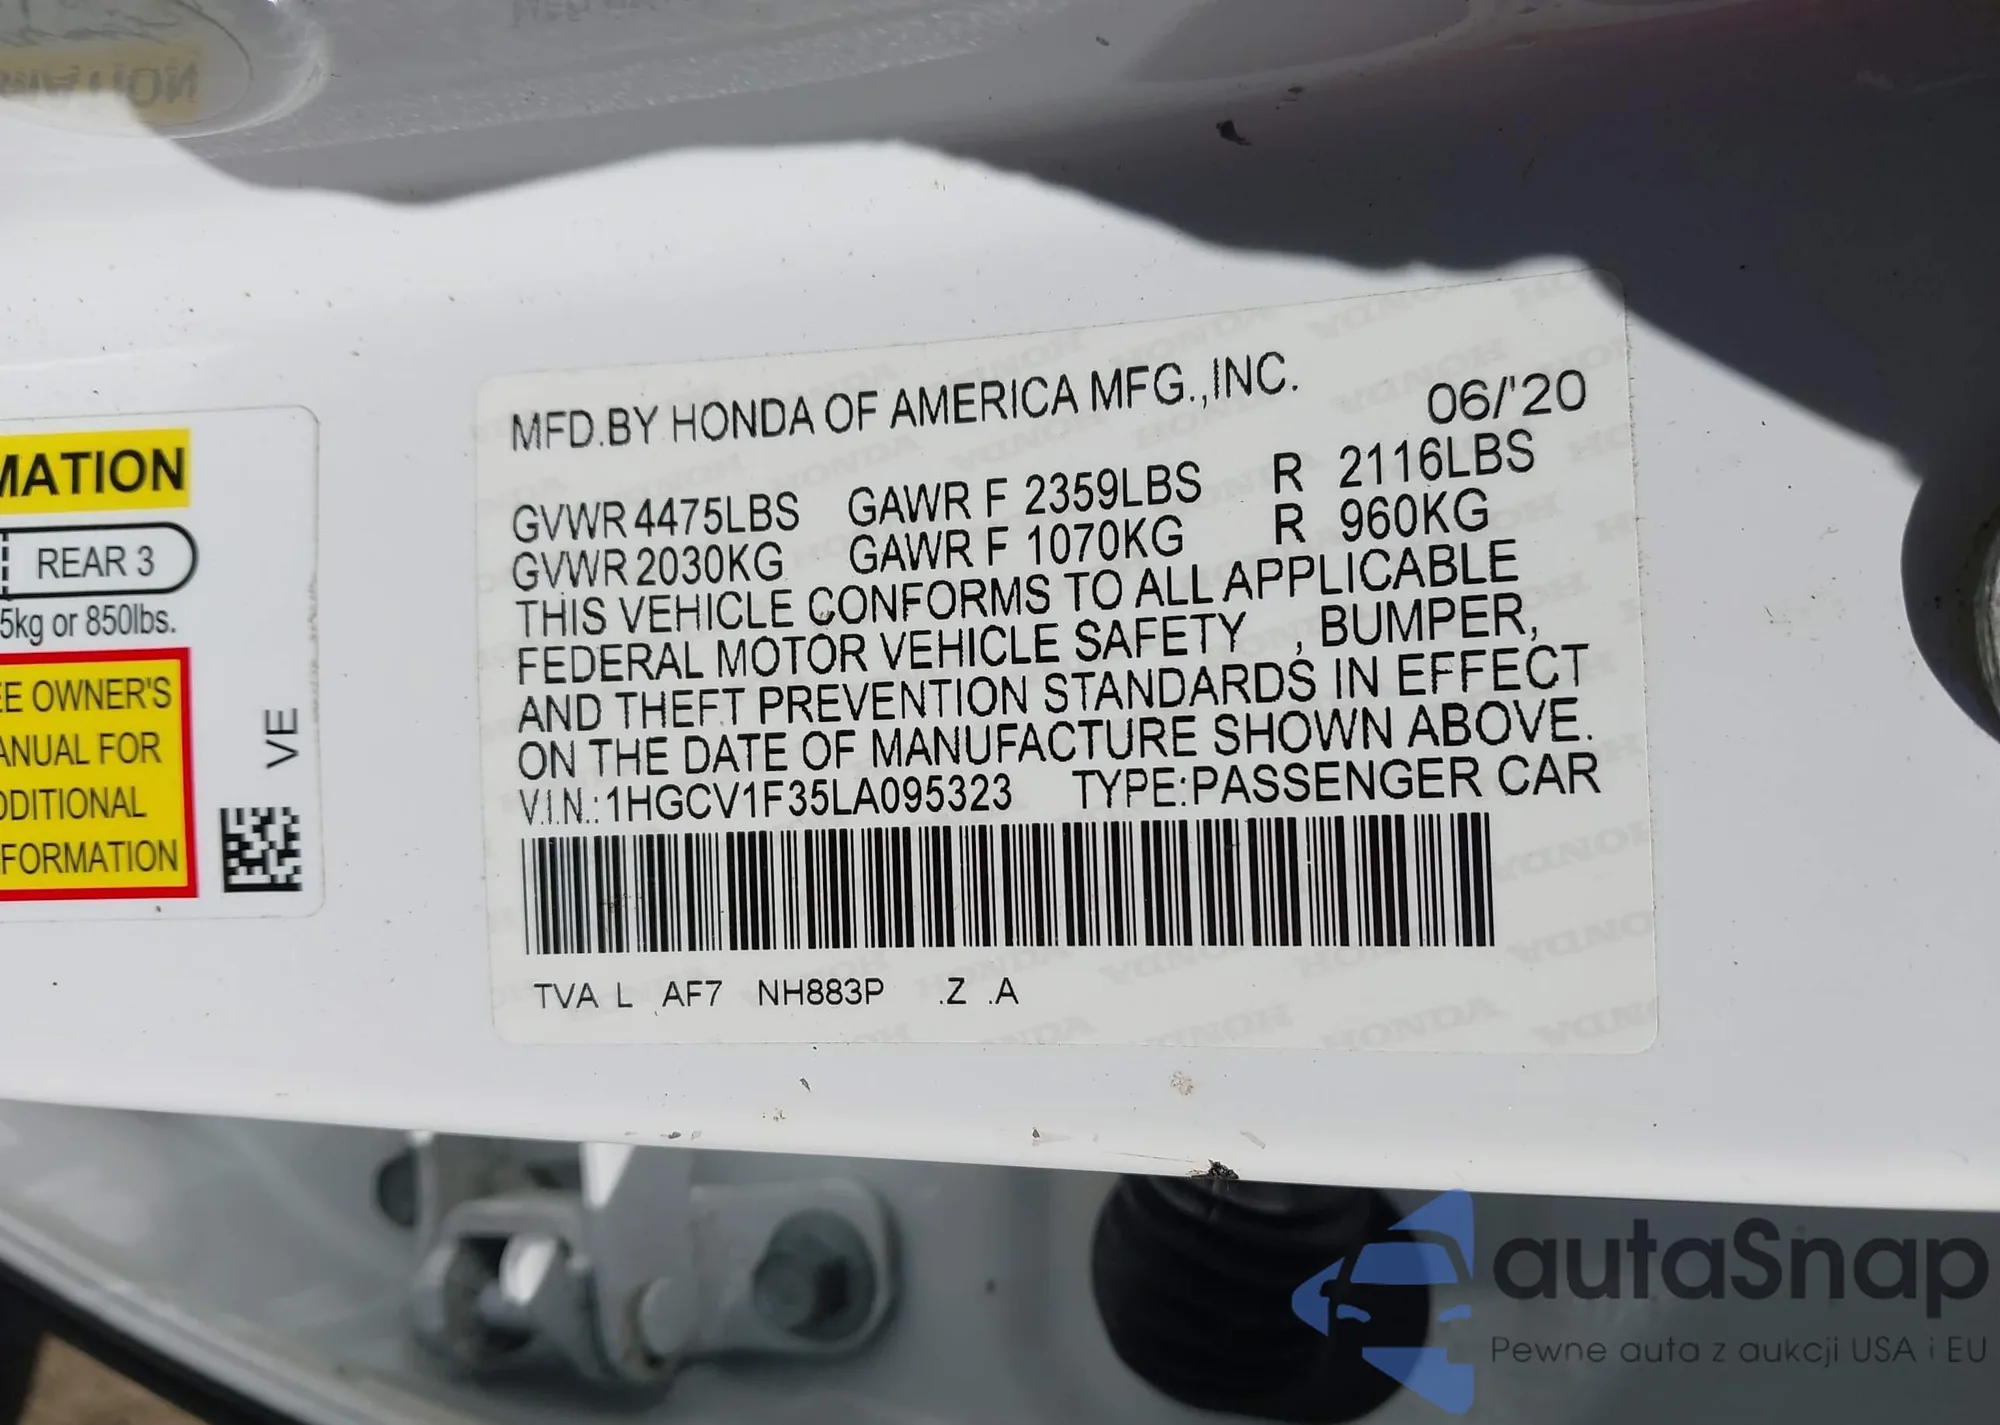 MATION
REAR 3
5kg or 850lbs.
EE OWNER'S
ANUAL FOR
DDITIONAL
FORMATION
VE
MFD.BY HONDA OF AMERICA MFG.,INC. 06/'20
GVWR 4475LBS GAWR F 2359LBS R 2116LBS
GVWR 2030KG GAWR F 1070KG R 960KG
THIS VEHICLE CONFORMS TO ALL APPLICABLE
FEDERAL MOTOR VEHICLE SAFETY , BUMPER,
AND THEFT PREVENTION STANDARDS IN EFFECT
ON THE DATE OF MANUFACTURE SHOWN ABOVE.
V.I.N.: 1HGCV1F35LA095323 TYPE:PASSENGER CAR
TVA L AF7 NH883P .Z .A
autaSnap
Pewne auta z aukcji USA i EU